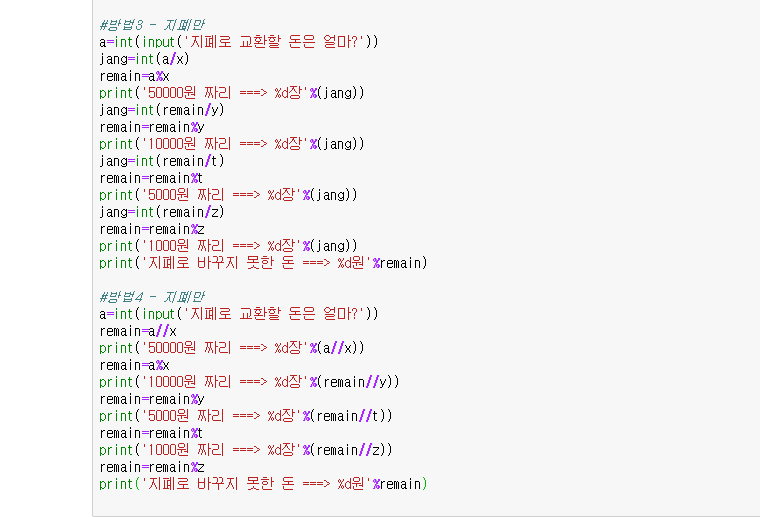 #방법3 - 지폐만
a=int(input('지폐로 교환할 돈은 얼마?'))
jang=int(a/x)
remain=a%x
print('50000원 짜리 ===> %d장'%(jang))
jang=int(remain/y)
remain=remain%y
print('10000원 짜리 ===> %d장'%(jang))
jang=int(remain/t)
remain=remain%t
print('5000원 짜리 ===> %d장'%(jang))
jang=int(remain/z)
remain=remain%z
print('1000원 짜리 ===> %d장'%(jang))
print('지폐로 바꾸지 못한 돈 ===> %d원'%remain)
#방법4 - 지폐만
a=int(input('지폐로 교환할 돈은 얼마?'))
remain=a//x
print('50000원 짜리 ===> %d장'%(a//x))
remain=a%x
print('10000원 짜리 ===> %d장'%(remain//y))
remain=remain%y
print('5000원 짜리 ===> %d장'%(remain//t))
remain=remain%t
print('1000원 짜리 ===> %d장'%(remain//z))
remain=remain%z
print('지폐로 바꾸지 못한 돈 ===> %d원'%remain)